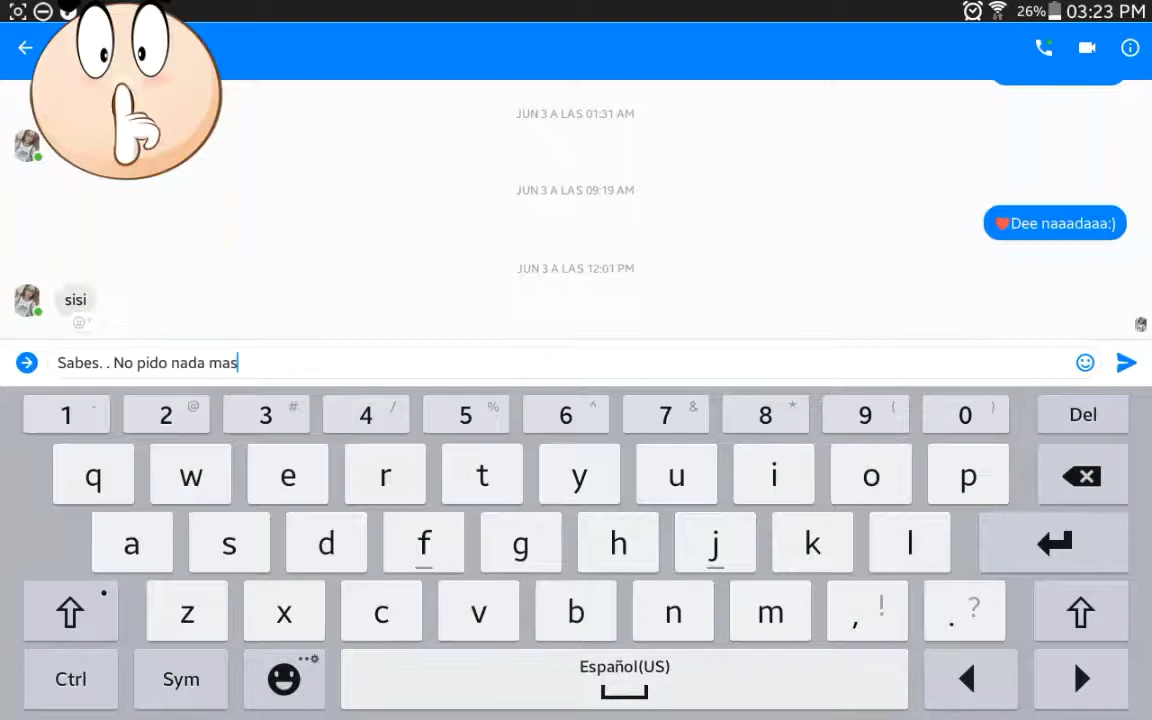 26% 03:23 PM
JUN 3 A LAS 01:31 AM
JUN 3 A LAS 09:19 AM
❤Dee naaadaaa:)
JUN 3 A LAS 12:01 PM
sisi
Sabes. . No pido nada mas
1 - 2 @ 3 # 4 / 5 % 6 ^ 7 & 8 * 9 ( 0 ) Del
q w e r t y u i o p
a s d f g h j k l
z x c v b n m , ! . ?
Ctrl Sym Español(US)